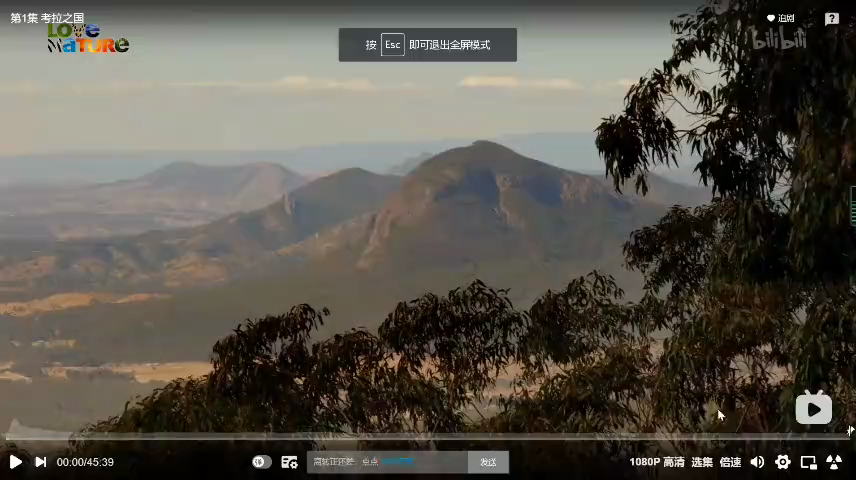 第1集 考拉之国
LOVE
NATURE
追剧
bilibili
按 Esc 即可退出全屏模式
00:00/45:39
1080P 高清 选集 倍速
发送